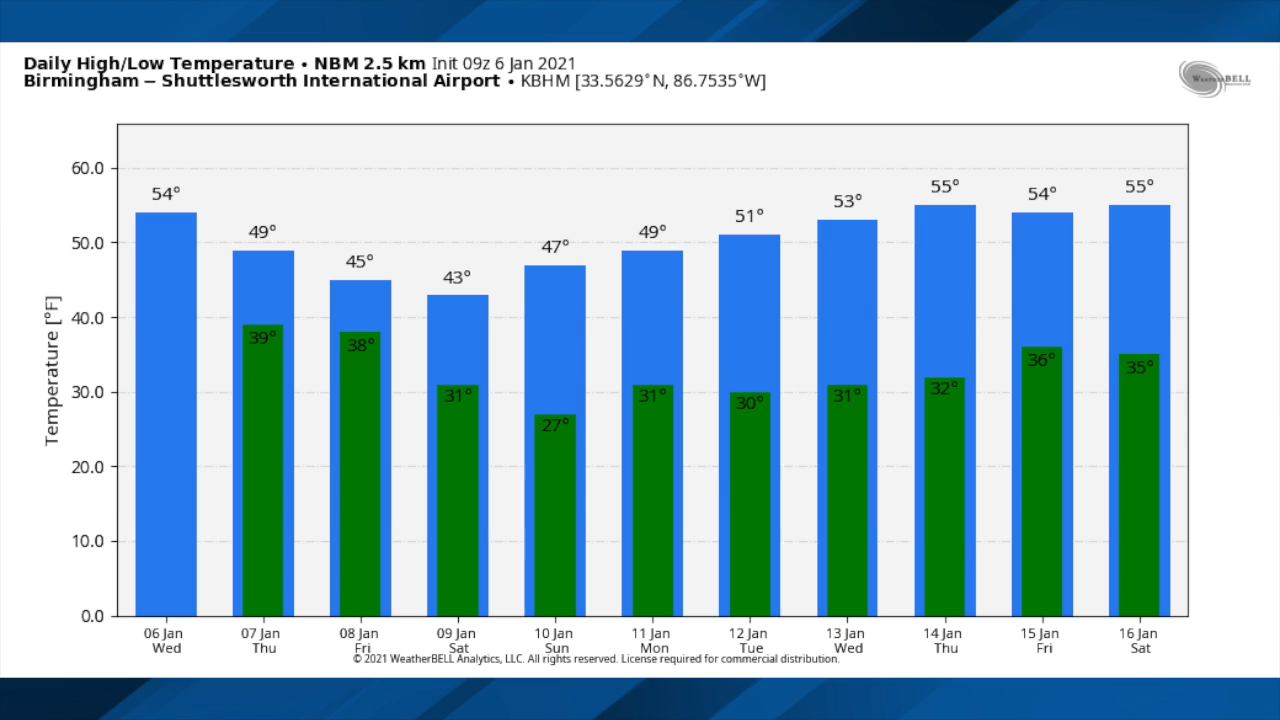 Daily High/Low Temperature • NBM 2.5 km Init 09z 6 Jan 2021
Birmingham — Shuttlesworth International Airport • KBHM [33.5629°N, 86.7535°W]
WeatherBELL
Temperature [°F]
60.0
50.0
40.0
30.0
20.0
10.0
0.0
54° 49° 45° 43° 47° 49° 51° 53° 55° 54° 55°
39° 38° 31° 27° 31° 30° 31° 32° 36° 35°
06 Jan 07 Jan 08 Jan 09 Jan 10 Jan 11 Jan 12 Jan 13 Jan 14 Jan 15 Jan 16 Jan
Wed Thu Fri Sat Sun Mon Tue Wed Thu Fri Sat
© 2021 WeatherBELL Analytics, LLC. All rights reserved. License required for commercial distribution.